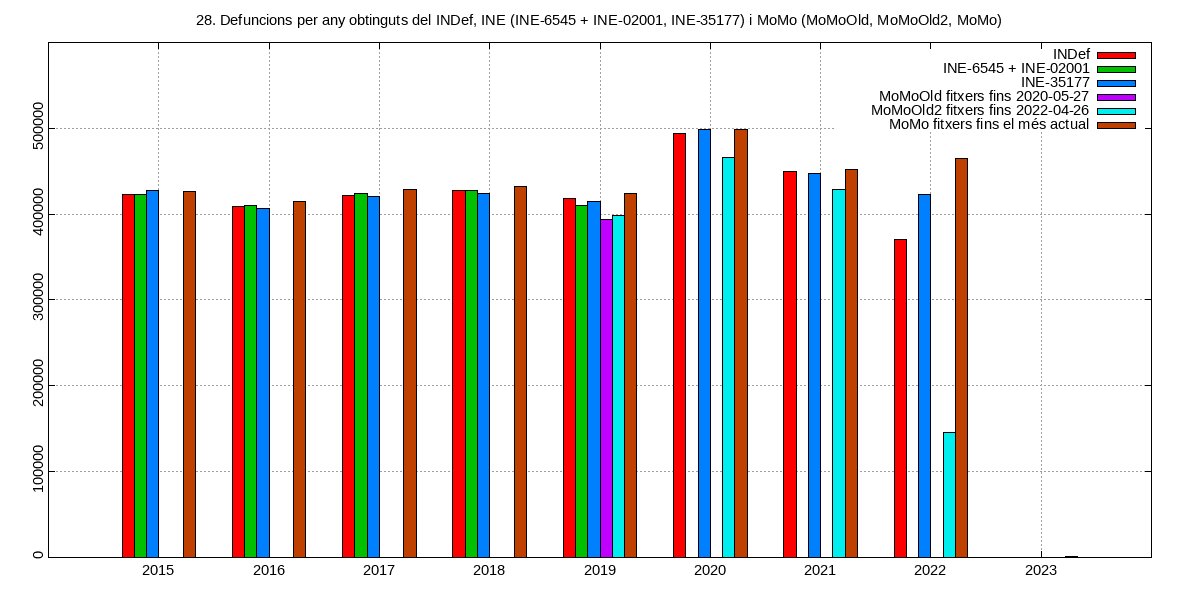 28. Defuncions per any obtinguts del INDef, INE (INE-6545 + INE-02001, INE-35177) i MoMo (MoMoOld, MoMoOld2, MoMo)
INDef
INE-6545 + INE-02001
INE-35177
MoMoOld fitxers fins 2020-05-27
MoMoOld2 fitxers fins 2022-04-26
MoMo fitxers fins el més actual
500000
400000
300000
200000
100000
0
2015 2016 2017 2018 2019 2020 2021 2022 2023